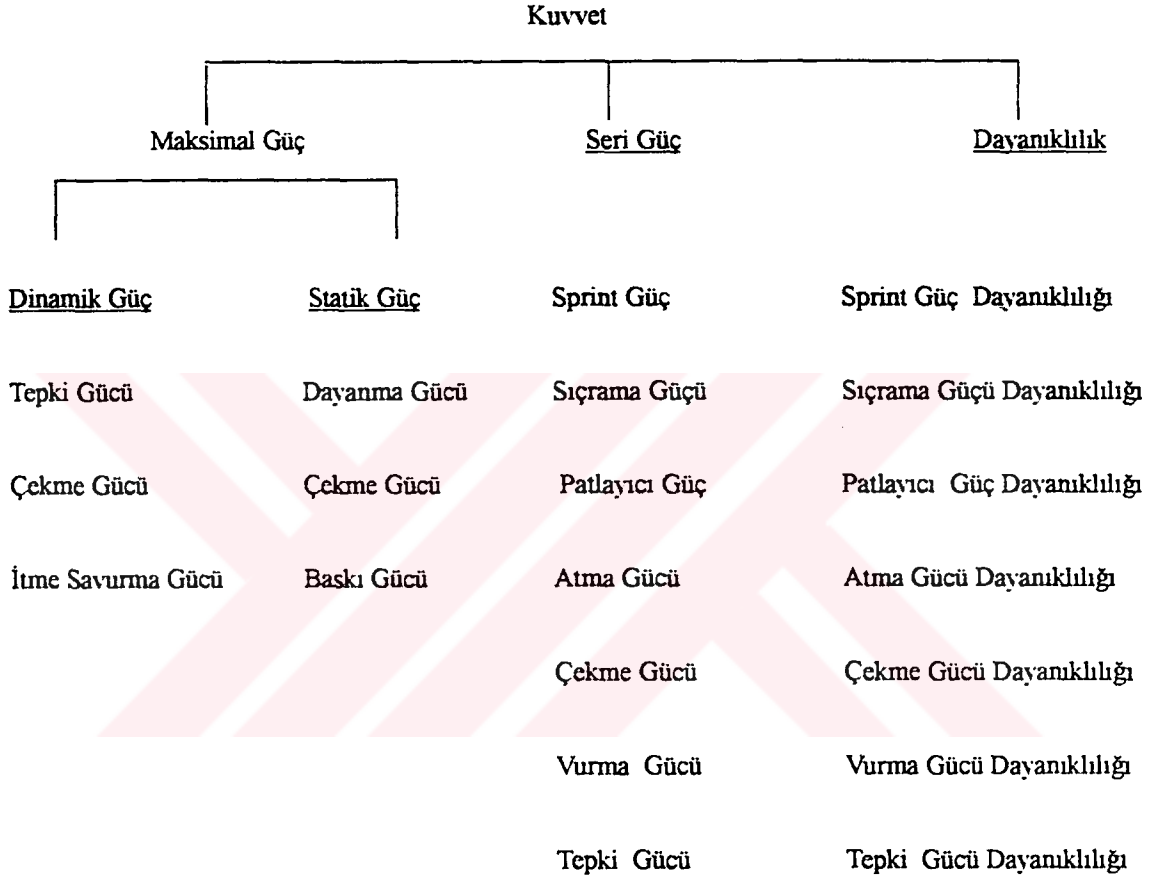 Kuvvet
Maksimal Güç Seri Güç Dayanıklılık
Dinamik Güç Statik Güç Sprint Güç Sprint Güç Dayanıklılığı
Tepki Gücü Dayanma Gücü Sıçrama Güçü Sıçrama Güçü Dayanıklılığı
Çekme Gücü Çekme Gücü Patlayıcı Güç Patlayıcı Güç Dayanıklılığı
İtme Savurma Gücü Baskı Gücü Atma Gücü Atma Gücü Dayanıklılığı
Çekme Gücü Çekme Gücü Dayanıklılığı
Vurma Gücü Vurma Gücü Dayanıklılığı
Tepki Gücü Tepki Gücü Dayanıklılığı